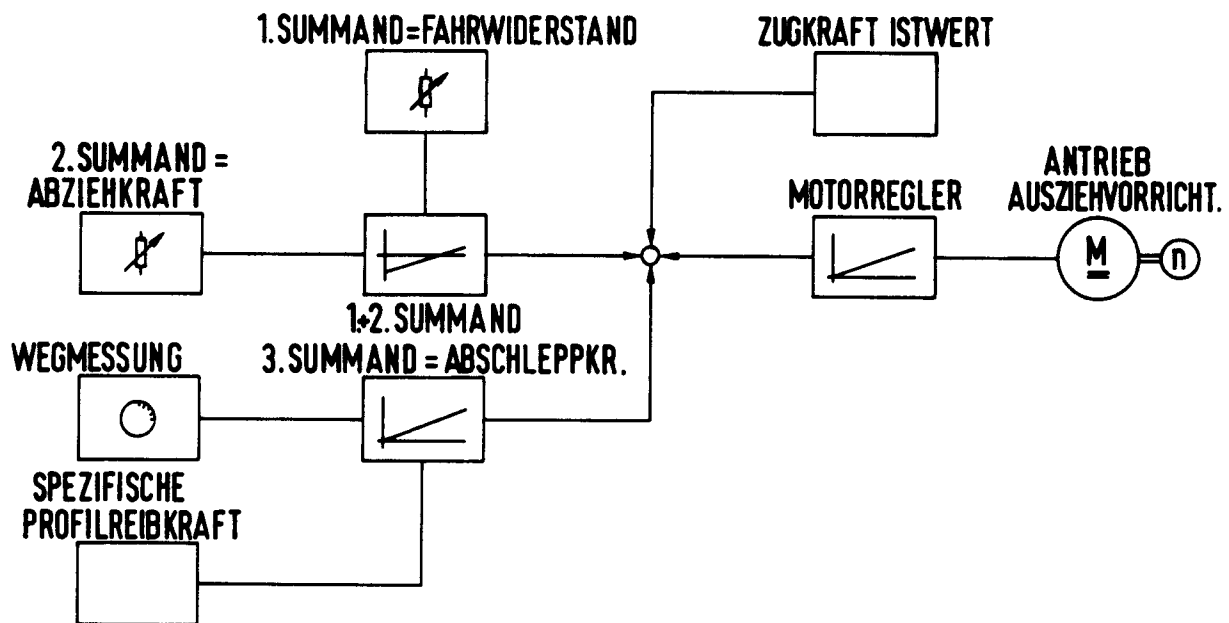 1.SUMMAND=FAHRWIDERSTAND
ZUGKRAFT ISTWERT
2.SUMMAND =
ABZIEHKRAFT
MOTORREGLER
ANTRIEB
AUSZIEHVORRICHT.
M
n
1.+2. SUMMAND
WEGMESSUNG
3.SUMMAND = ABSCHLEPPKR.
SPEZIFISCHE
PROFILREIBKRAFT